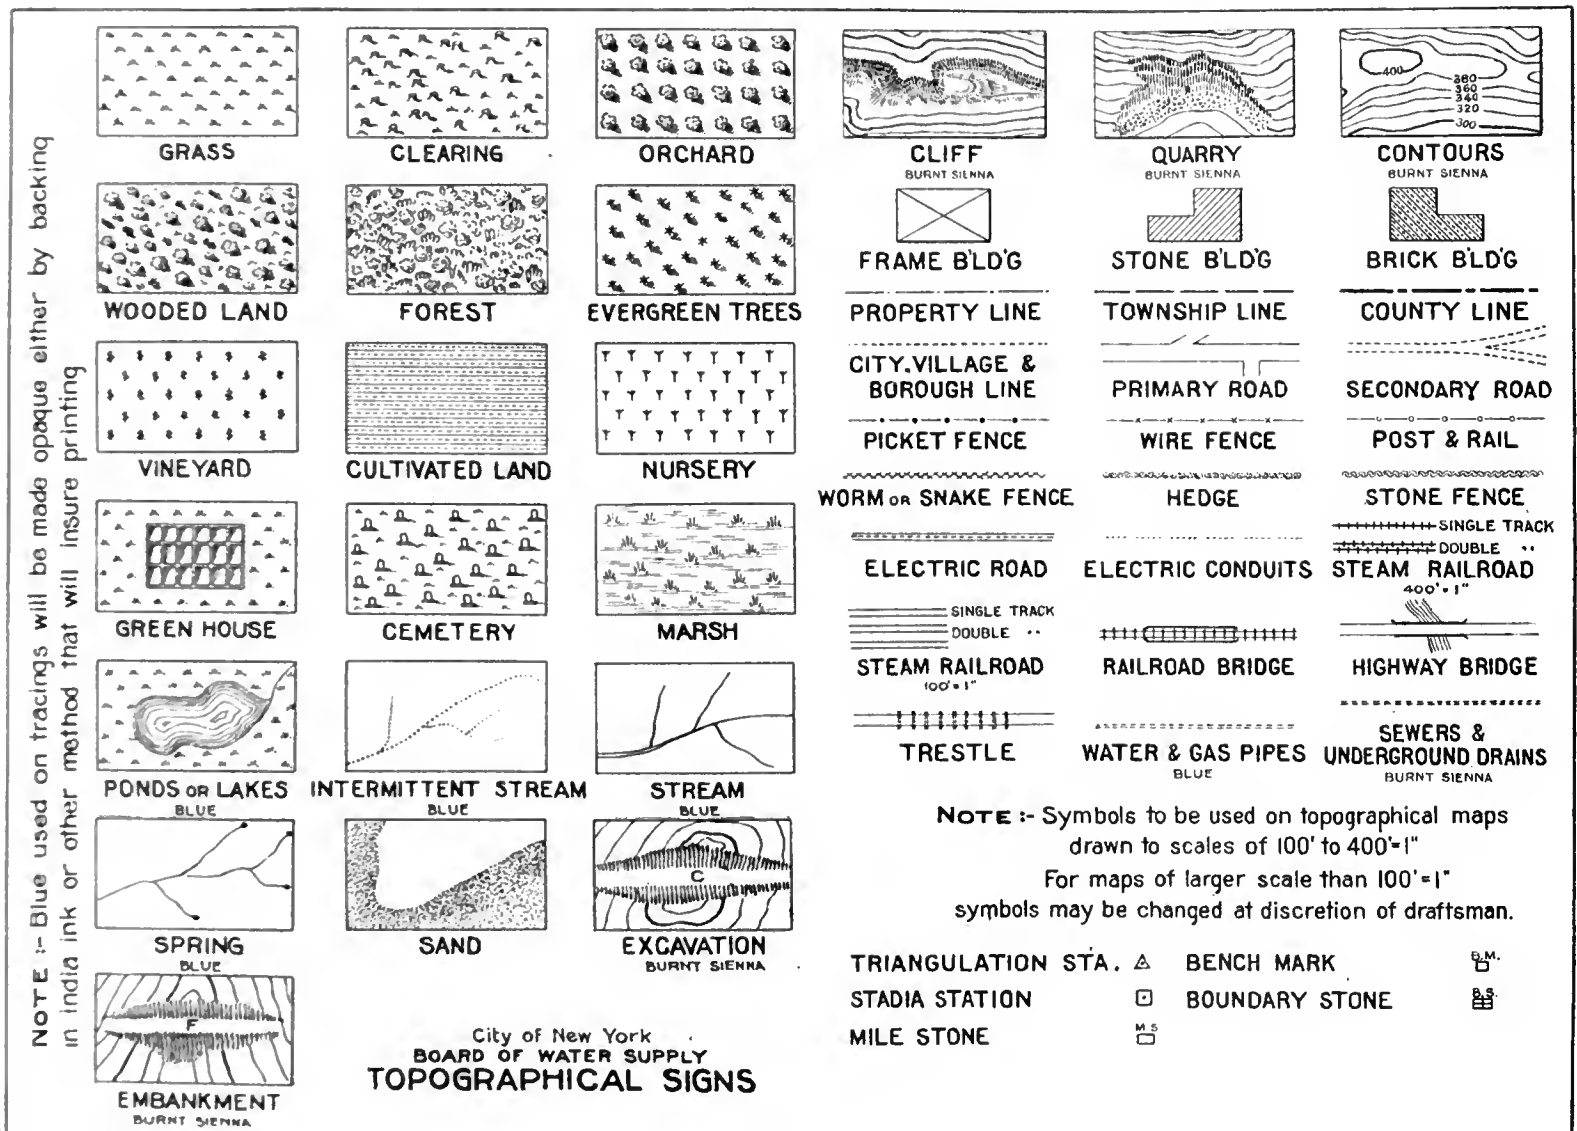 NOTE :- Blue used on tracings will be made opaque either by backing
in india ink or other method that will insure printing
GRASS
CLEARING
ORCHARD
WOODED LAND
FOREST
EVERGREEN TREES
VINEYARD
CULTIVATED LAND
NURSERY
GREEN HOUSE
CEMETERY
MARSH
PONDS OR LAKES
BLUE
INTERMITTENT STREAM
BLUE
STREAM
BLUE
SPRING
BLUE
SAND
C
EXCAVATION
BURNT SIENNA
F
EMBANKMENT
BURNT SIENNA
City of New York
BOARD OF WATER SUPPLY
TOPOGRAPHICAL SIGNS
CLIFF
BURNT SIENNA
QUARRY
BURNT SIENNA
400
380
360
340
320
300
CONTOURS
BURNT SIENNA
FRAME B'LD'G
STONE B'LD'G
BRICK B'LD'G
PROPERTY LINE
TOWNSHIP LINE
COUNTY LINE
CITY, VILLAGE &
BOROUGH LINE
PRIMARY ROAD
SECONDARY ROAD
PICKET FENCE
WIRE FENCE
POST & RAIL
WORM OR SNAKE FENCE
HEDGE
STONE FENCE
ELECTRIC ROAD
ELECTRIC CONDUITS
SINGLE TRACK
DOUBLE ''
STEAM RAILROAD
400'=1"
SINGLE TRACK
DOUBLE ''
STEAM RAILROAD
100'=1"
RAILROAD BRIDGE
HIGHWAY BRIDGE
TRESTLE
WATER & GAS PIPES
BLUE
SEWERS &
UNDERGROUND DRAINS
BURNT SIENNA
NOTE :- Symbols to be used on topographical maps
drawn to scales of 100' to 400'=1"
For maps of larger scale than 100'=1"
symbols may be changed at discretion of draftsman.
TRIANGULATION STA.
BENCH MARK B.M.
STADIA STATION
BOUNDARY STONE B.S.
MILE STONE M S